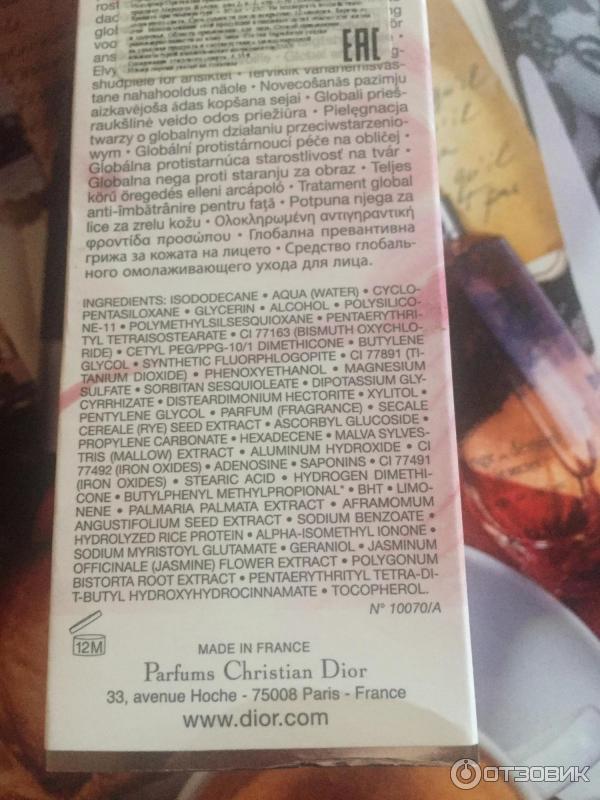 rost
dad
glo
voo
ansi
Elv
shudpleie for ansiktet • Tervikli̇k vananemisvas-
tane nahahooldus näole • Novecošanās pazīmju
aizkavējoša ādas kopšana sejai • Globali prieš-
raukšlinė veido odos priežiūra • Pielęgnacja
twarzy o globalnym działaniu przeciwstarzenio-
wym • Globální protistárnoucí péče na obličej •
Globálna protistarnúca starostlivosť na tvár •
Globalna nega proti staranju za obraz • Teljes
körű öregedés elleni arcápoló • Tratament global
anti-îmbătrânire pentru față • Potpuna njega za
lice za zrelu kožu • Ολοκληρωμένη αντιγηραντική
φροντίδα προσώπου • Глобална превантивна
грижа за кожата на лицето • Средство глобаль-
ного омолаживающего ухода для лица.
EAC
INGREDIENTS: ISODODECANE • AQUA (WATER) • CYCLO-
PENTASILOXANE • GLYCERIN • ALCOHOL • POLYSILICO-
NE-11 • POLYMETHYLSILSESQUIOXANE • PENTAERYTHRI-
TYL TETRAISOSTEARATE • CI 77163 (BISMUTH OXYCHLO-
RIDE) • CETYL PEG/PPG-10/1 DIMETHICONE • BUTYLENE
GLYCOL • SYNTHETIC FLUORPHLOGOPITE • CI 77891 (TI-
TANIUM DIOXIDE) • PHENOXYETHANOL • MAGNESIUM
SULFATE • SORBITAN SESQUIOLEATE • DIPOTASSIUM GLY-
CYRRHIZATE • DISTEARDIMONIUM HECTORITE • XYLITOL •
PENTYLENE GLYCOL • PARFUM (FRAGRANCE) • SECALE
CEREALE (RYE) SEED EXTRACT • ASCORBYL GLUCOSIDE •
PROPYLENE CARBONATE • HEXADECENE • MALVA SYLVES-
TRIS (MALLOW) EXTRACT • ALUMINUM HYDROXIDE • CI
77492 (IRON OXIDES) • ADENOSINE • SAPONINS • CI 77491
(IRON OXIDES) • STEARIC ACID • HYDROGEN DIMETHI-
CONE • BUTYLPHENYL METHYLPROPIONAL* • BHT • LIMO-
NENE • PALMARIA PALMATA EXTRACT • AFRAMOMUM
ANGUSTIFOLIUM SEED EXTRACT • SODIUM BENZOATE •
HYDROLYZED RICE PROTEIN • ALPHA-ISOMETHYL IONONE •
SODIUM MYRISTOYL GLUTAMATE • GERANIOL • JASMINUM
OFFICINALE (JASMINE) FLOWER EXTRACT • POLYGONUM
BISTORTA ROOT EXTRACT • PENTAERYTHRITYL TETRA-DI-
T-BUTYL HYDROXYHYDROCINNAMATE • TOCOPHEROL.
N° 10070/A
12M
MADE IN FRANCE
Parfums Christian Dior
33, avenue Hoche - 75008 Paris - France
www.dior.com
ОТЗОВИК